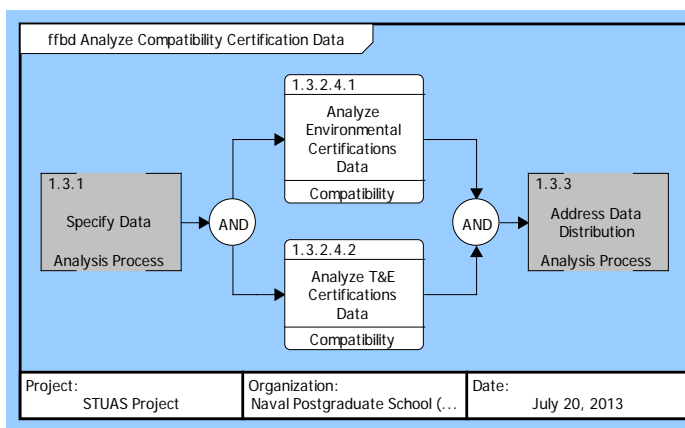 ffbd Analyze Compatibility Certification Data
1.3.1
Specify Data
Analysis Process
AND
1.3.2.4.1
Analyze
Environmental
Certifications
Data
Compatibility
1.3.2.4.2
Analyze T&E
Certifications
Data
Compatibility
AND
1.3.3
Address Data
Distribution
Analysis Process
Project:
STUAS Project
Organization:
Naval Postgraduate School (...
Date:
July 20, 2013